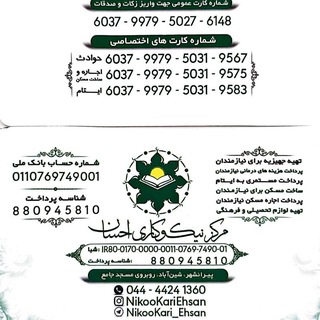 شماره کارت عمومی جهت واریز زکات و صدقات
6037 - 9979 - 5027 - 6148
شماره کارت های اختصاصی
حوادث 6037 - 9979 - 5031 - 9567
اجاره و ساخت مسکن 6037 - 9979 - 5031 - 9575
ایتام 6037 - 9979 - 5031 - 9583
تهیه جهیزیه برای نیازمندان
پرداخت هزینه های درمانی نیازمندان
پرداخت مستمری به ایتام
ساخت مسکن برای نیازمندان
پرداخت اجاره مسکن نیازمندان
تهیه لوازم تحصیلی و فرهنگی
شماره حساب بانک ملی
0110769749001
شناسه پرداخت
880945810
مرکز نیکوکاری احسان
شبا: IR80-0170-0000-0011-0769-7490-01
شناسه پرداخت: 880945810
پیرانشهر، شین‌آباد، روبروی مسجد جامع
044 - 4424 1360
NikooKariEhsan
NikooKari_Ehsan